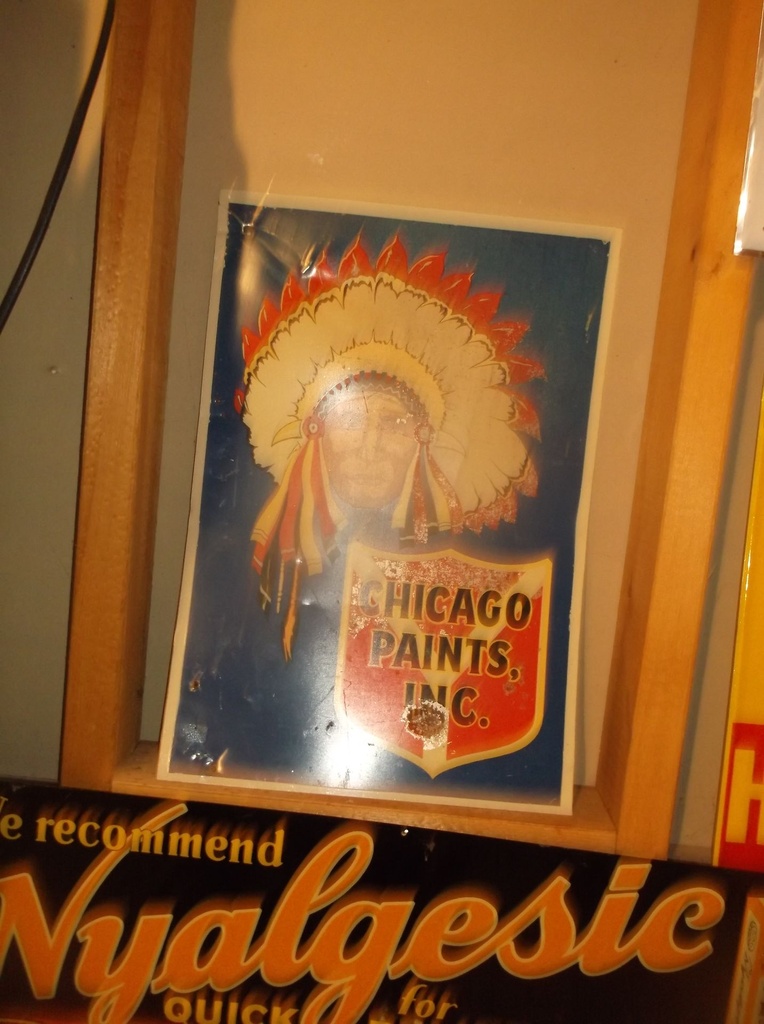 CHICAGO
PAINTS,
INC.
e recommend
Nyalgesic
QUICK
for
H